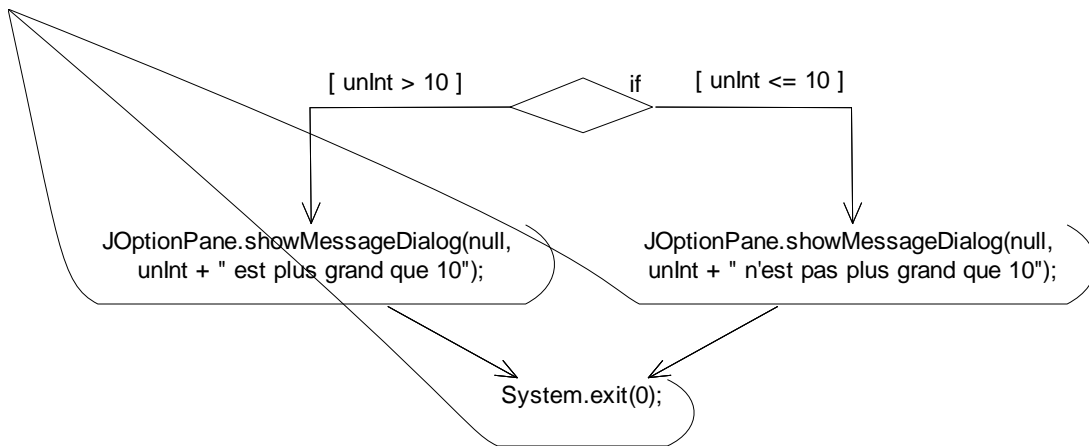 [ unInt > 10 ]
if
[ unInt <= 10 ]
JOptionPane.showMessageDialog(null,
unInt + " est plus grand que 10");
JOptionPane.showMessageDialog(null,
unInt + " n'est pas plus grand que 10");
System.exit(0);